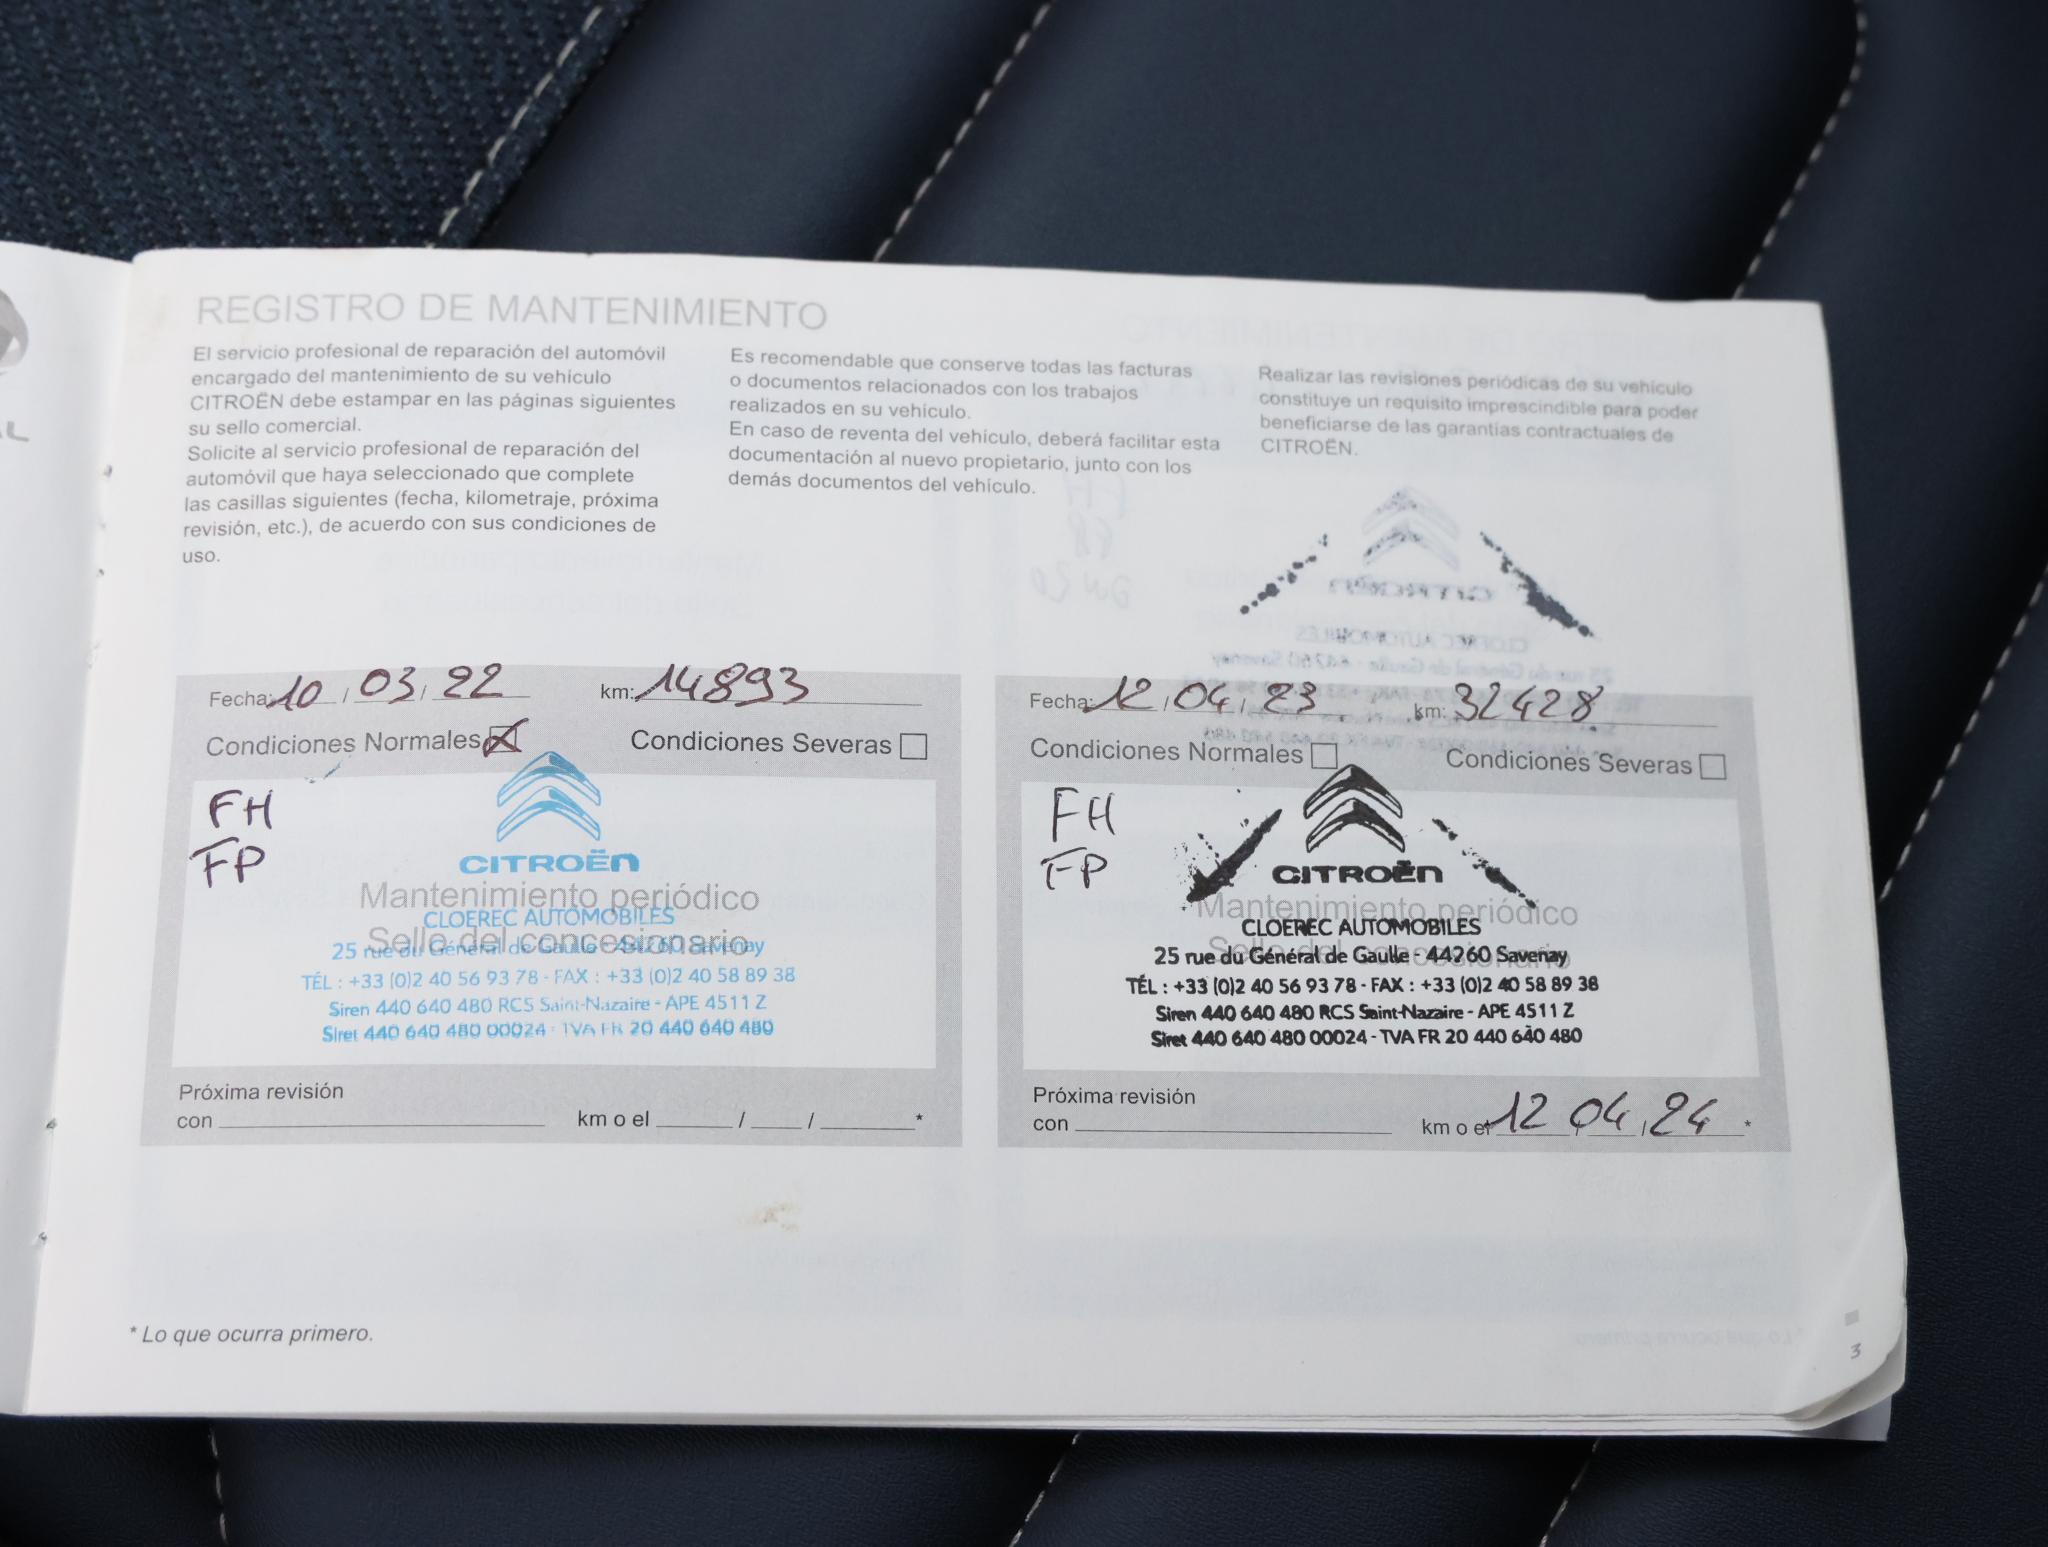 REGISTRO DE MANTENIMIENTO
El servicio profesional de reparación del automóvil
encargado del mantenimiento de su vehículo
CITROËN debe estampar en las páginas siguientes
su sello comercial.
Solicite al servicio profesional de reparación del
automóvil que haya seleccionado que complete
las casillas siguientes (fecha, kilometraje, próxima
revisión, etc.), de acuerdo con sus condiciones de
uso.
Es recomendable que conserve todas las facturas
o documentos relacionados con los trabajos
realizados en su vehículo.
En caso de reventa del vehículo, deberá facilitar esta
documentación al nuevo propietario, junto con los
demás documentos del vehículo.
Realizar las revisiones periódicas de su vehículo
constituye un requisito imprescindible para poder
beneficiarse de las garantías contractuales de
CITROËN.
Fecha: 10 / 03 / 22 km: 14893
Condiciones Normales Condiciones Severas
FH
FP
CITROËN
Mantenimiento periódico
CLOEREC AUTOMOBILES
Sello del concesionario
25 rue du Général de Gaulle - 44260 Savenay
TÉL : +33 (0)2 40 56 93 78 - FAX : +33 (0)2 40 58 89 38
Siren 440 640 480 RCS Saint-Nazaire - APE 4511 Z
Siret 440 640 480 00024 - TVA FR 20 440 640 480
Próxima revisión
con km o el / / *
Fecha: 12 / 04 / 23 km: 32428
Condiciones Normales Condiciones Severas
FH
FP
CITROËN
Mantenimiento periódico
CLOEREC AUTOMOBILES
Sello del concesionario
25 rue du Général de Gaulle - 44260 Savenay
TÉL : +33 (0)2 40 56 93 78 - FAX : +33 (0)2 40 58 89 38
Siren 440 640 480 RCS Saint-Nazaire - APE 4511 Z
Siret 440 640 480 00024 - TVA FR 20 440 640 480
Próxima revisión
con km o el 12 / 04 / 24 *
* Lo que ocurra primero.
3